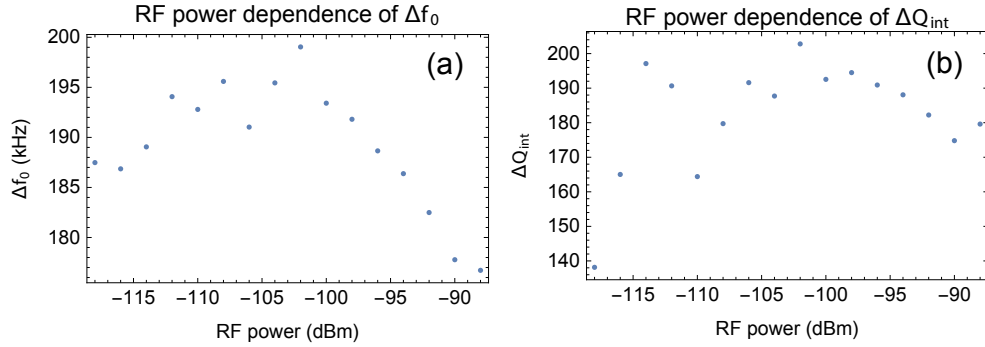 RF power dependence of Δf₀
(a)
200
195
190
185
180
Δf₀ (kHz)
−115 −110 −105 −100 −95 −90
RF power (dBm)
RF power dependence of ΔQint
(b)
200
190
180
170
160
150
140
ΔQint
−115 −110 −105 −100 −95 −90
RF power (dBm)